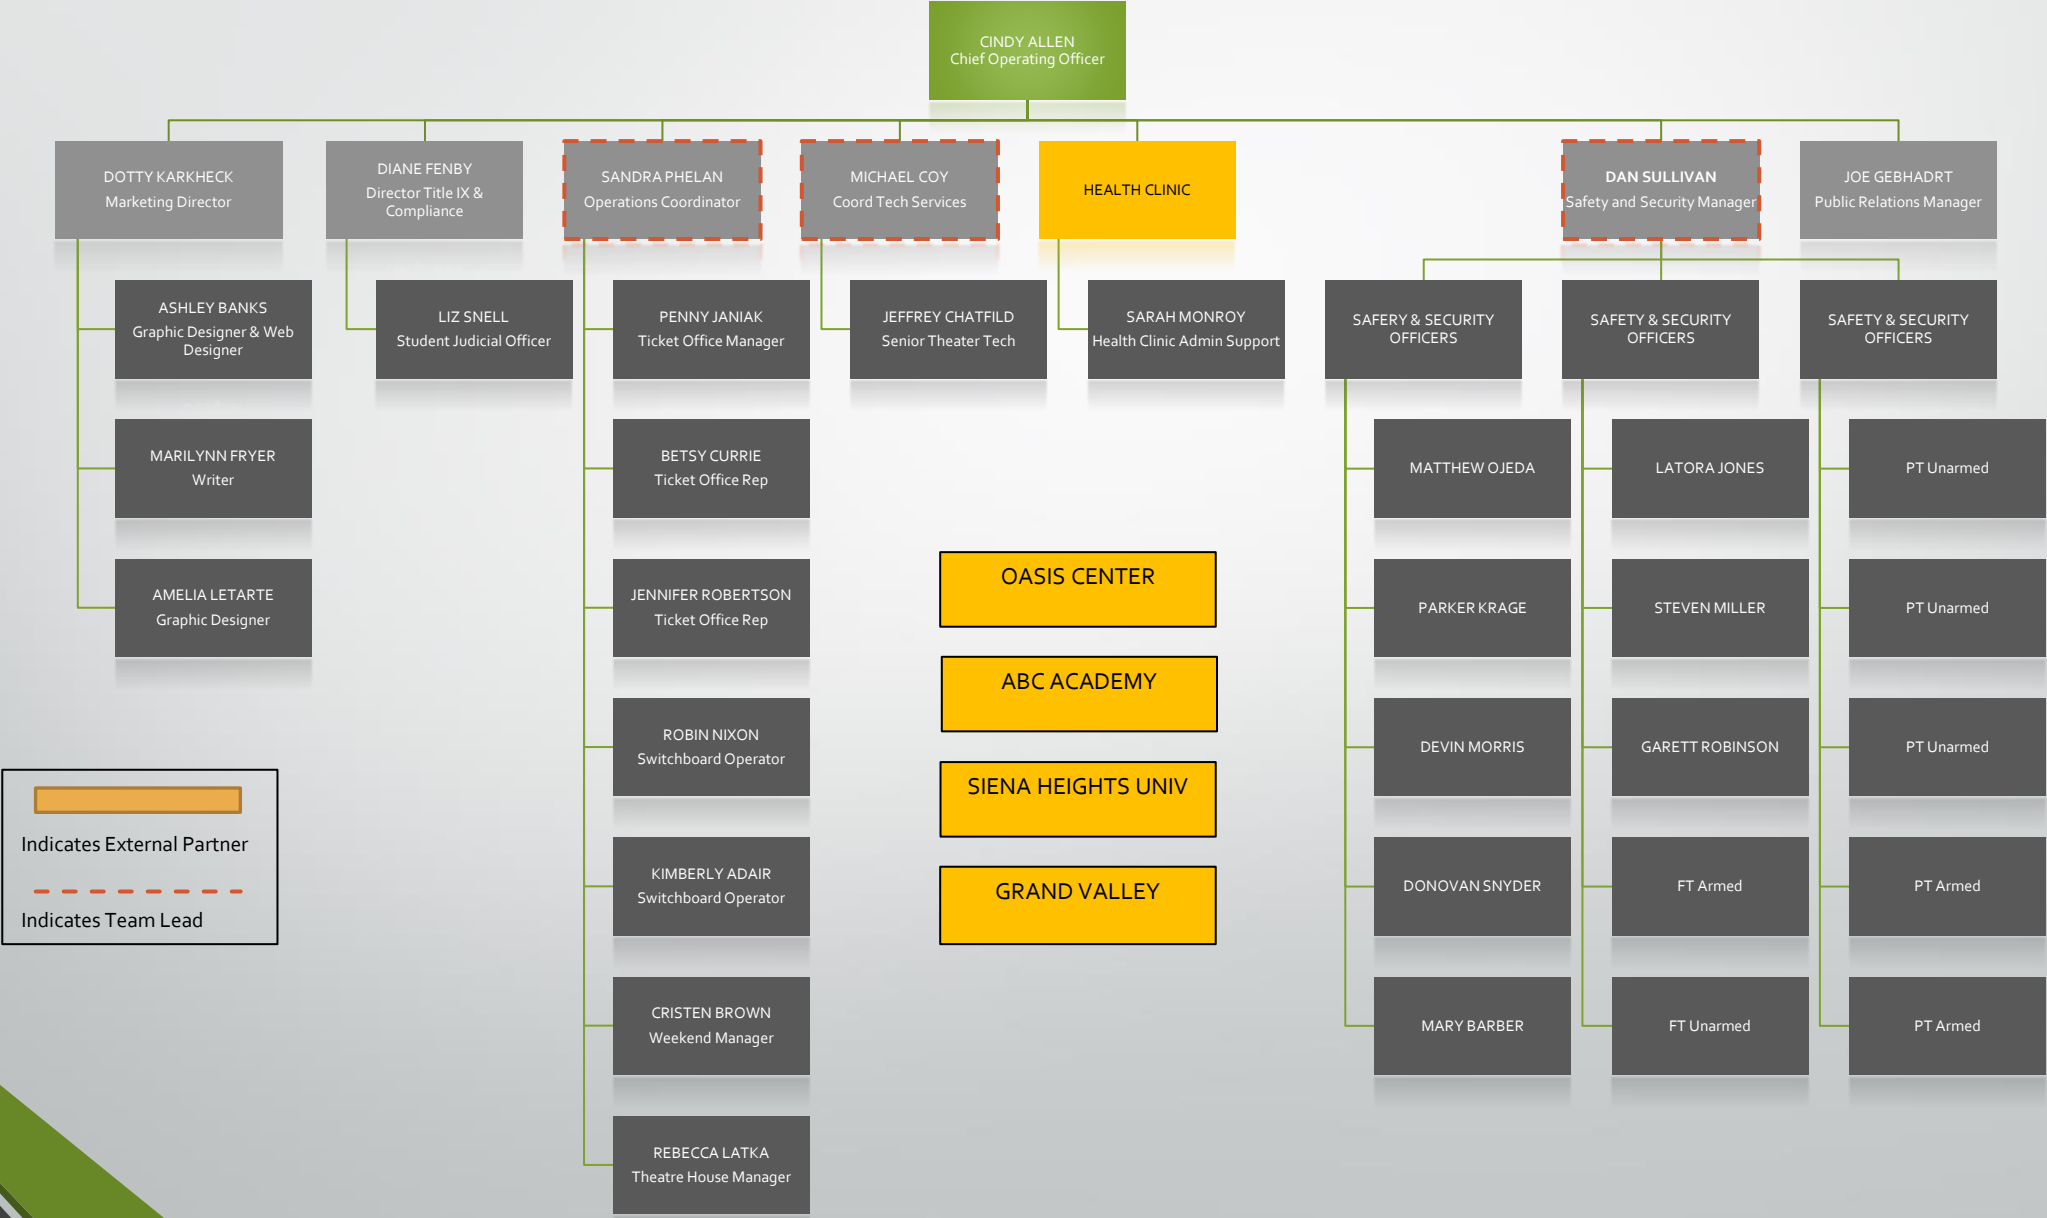 CINDY ALLEN
Chief Operating Officer
DOTTY KARKHECK
Marketing Director
DIANE FENBY
Director Title IX &
Compliance
SANDRA PHELAN
Operations Coordinator
MICHAEL COY
Coord Tech Services
HEALTH CLINIC
DAN SULLIVAN
Safety and Security Manager
JOE GEBHADRT
Public Relations Manager
ASHLEY BANKS
Graphic Designer & Web
Designer
MARILYNN FRYER
Writer
AMELIA LETARTE
Graphic Designer
LIZ SNELL
Student Judicial Officer
PENNY JANIAK
Ticket Office Manager
BETSY CURRIE
Ticket Office Rep
JENNIFER ROBERTSON
Ticket Office Rep
ROBIN NIXON
Switchboard Operator
KIMBERLY ADAIR
Switchboard Operator
CRISTEN BROWN
Weekend Manager
REBECCA LATKA
Theatre House Manager
JEFFREY CHATFILD
Senior Theater Tech
SARAH MONROY
Health Clinic Admin Support
SAFERY & SECURITY
OFFICERS
MATTHEW OJEDA
PARKER KRAGE
DEVIN MORRIS
DONOVAN SNYDER
MARY BARBER
SAFETY & SECURITY
OFFICERS
LATORA JONES
STEVEN MILLER
GARETT ROBINSON
FT Armed
FT Unarmed
SAFETY & SECURITY
OFFICERS
PT Unarmed
PT Unarmed
PT Unarmed
PT Armed
PT Armed
OASIS CENTER
ABC ACADEMY
SIENA HEIGHTS UNIV
GRAND VALLEY
Indicates External Partner
Indicates Team Lead